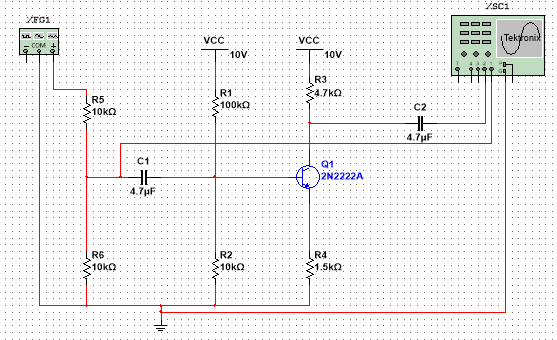 XFG1
XSC1
COM
VCC
10V
VCC
10V
Tektronix
R5
10kΩ
R1
100kΩ
R3
4.7kΩ
C2
4.7µF
C1
4.7µF
Q1
2N2222A
R6
10kΩ
R2
10kΩ
R4
1.5kΩ